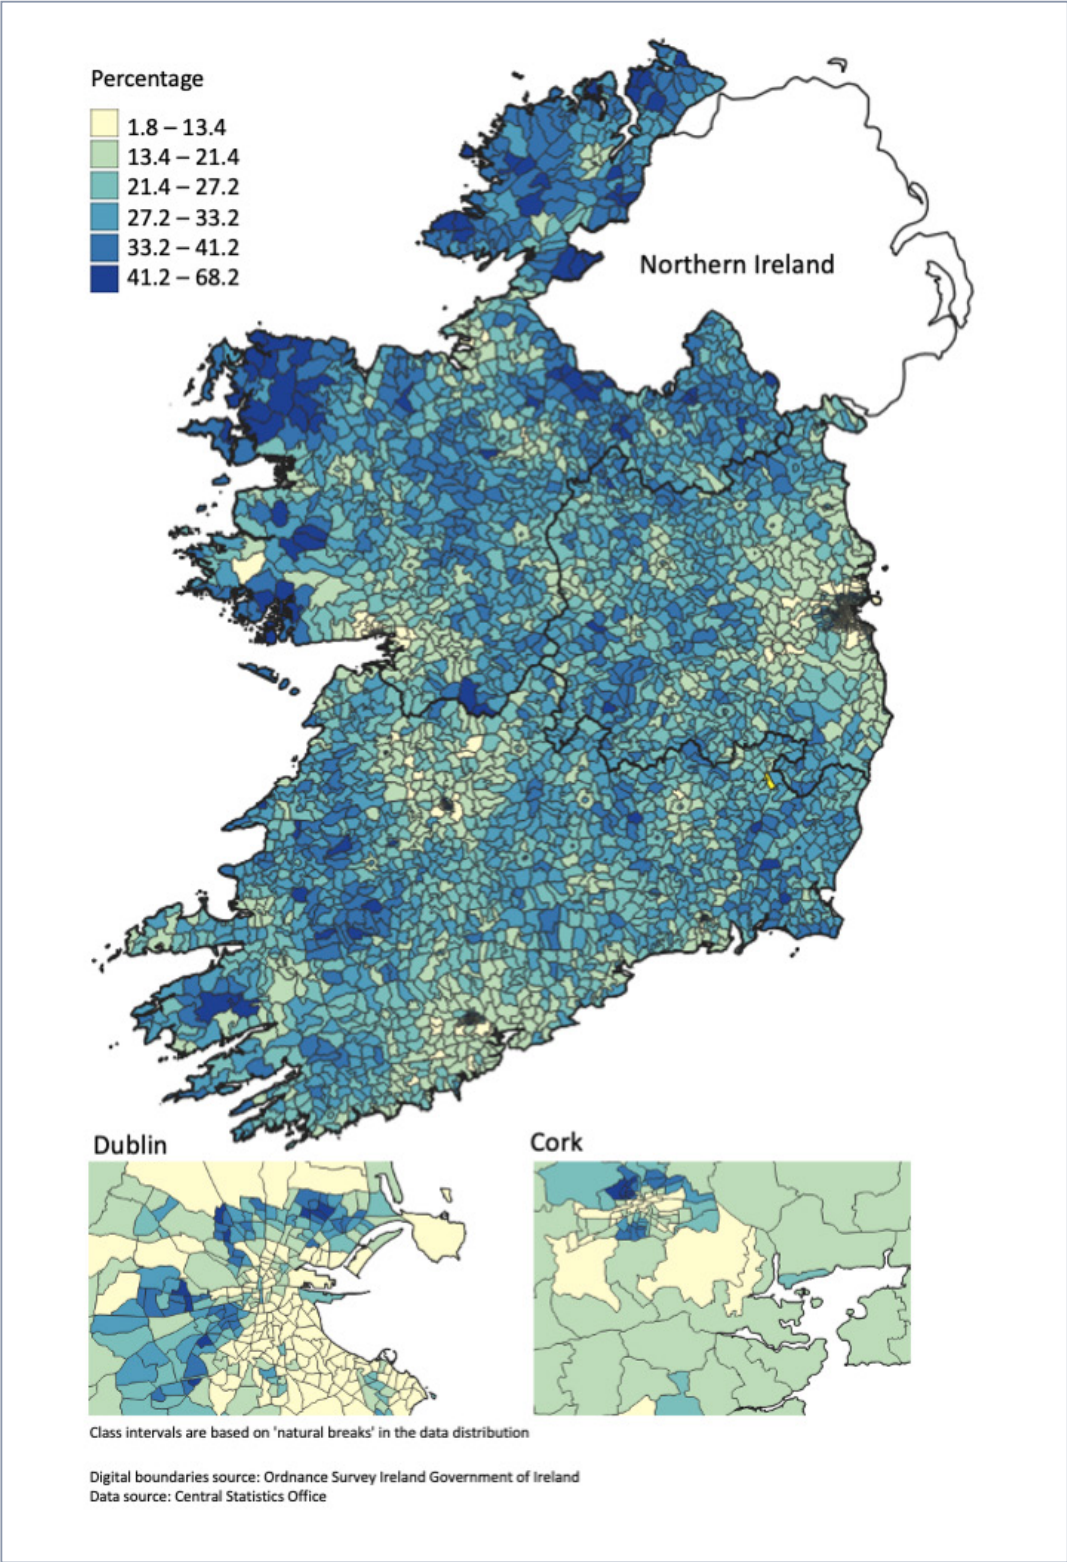 Percentage
1.8 – 13.4
13.4 – 21.4
21.4 – 27.2
27.2 – 33.2
33.2 – 41.2
41.2 – 68.2
Northern Ireland
Dublin
Cork
Class intervals are based on 'natural breaks' in the data distribution
Digital boundaries source: Ordnance Survey Ireland Government of Ireland
Data source: Central Statistics Office